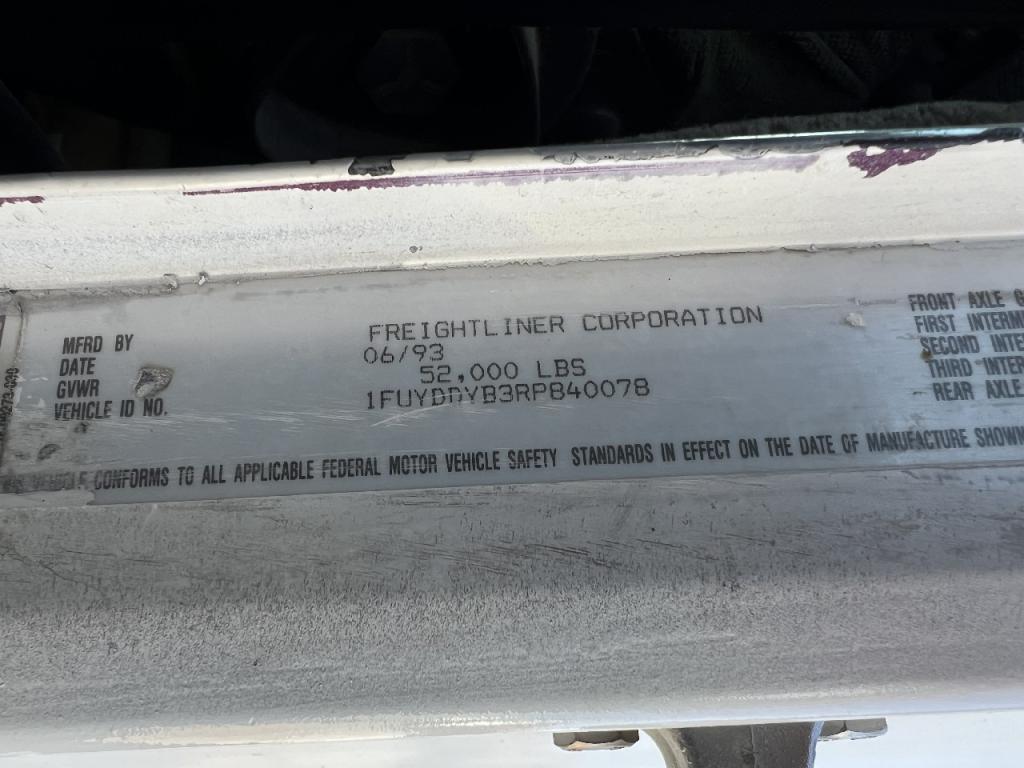 MFRD BY FREIGHTLINER CORPORATION FRONT AXLE
DATE 06/93 FIRST INTERM
GVWR 52,000 LBS SECOND INTE
VEHICLE ID NO. 1FUYDDYB3RP840078 THIRD INTER
REAR AXLE
VEHICLE CONFORMS TO ALL APPLICABLE FEDERAL MOTOR VEHICLE SAFETY STANDARDS IN EFFECT ON THE DATE OF MANUFACTURE SHOWN